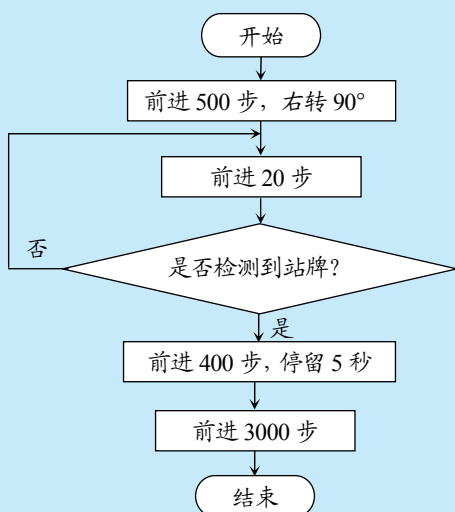 开始
前进 500 步，右转 90°
前进 20 步
否
是否检测到站牌？
是
前进 400 步，停留 5 秒
前进 3000 步
结束